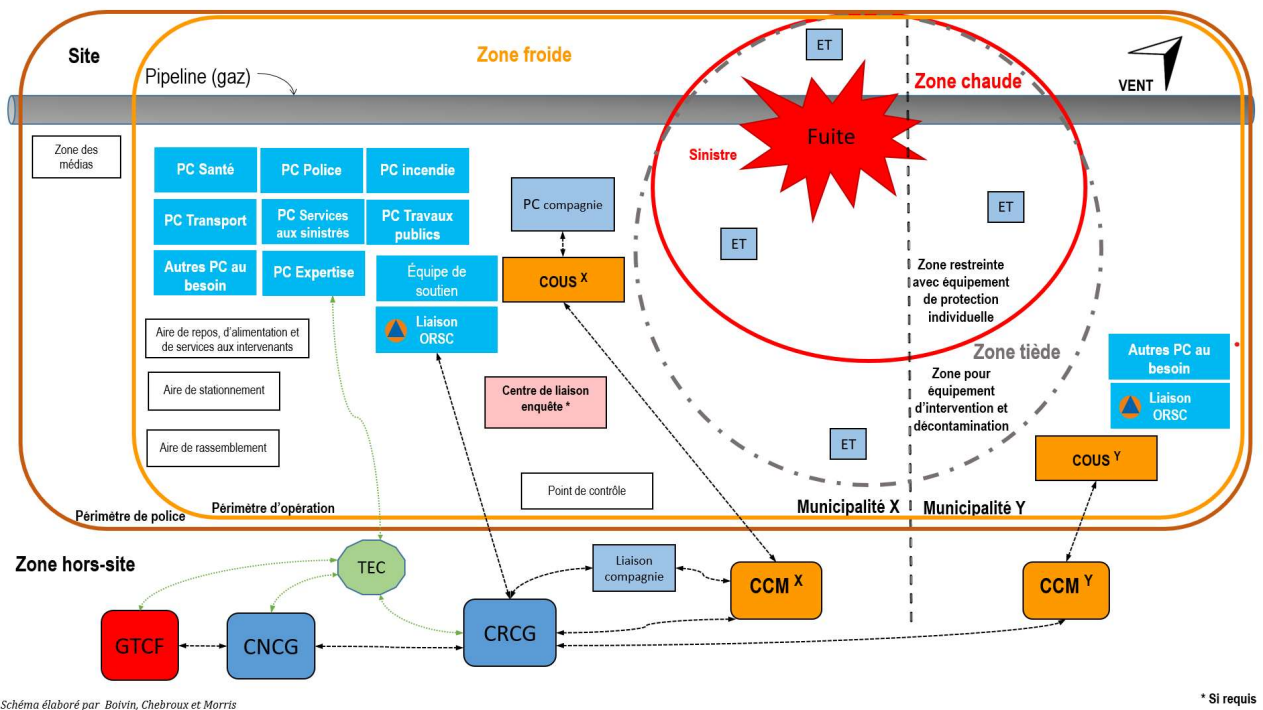 Site
Zone froide
Pipeline (gaz)
ET
Zone chaude
VENT
Fuite
Sinistre
Zone des
médias
PC Santé
PC Police
PC incendie
PC compagnie
ET
PC Transport
PC Services
aux sinistrés
PC Travaux
publics
ET
Autres PC au
besoin
PC Expertise
Équipe de
soutien
COUS X
Zone restreinte
avec équipement
de protection
individuelle
Liaison
ORSC
Aire de repos, d'alimentation et
de services aux intervenants
Zone tiède
Autres PC au
besoin
Aire de stationnement
Centre de liaison
enquête *
Zone pour
équipement
d'intervention et
décontamination
Liaison
ORSC
Aire de rassemblement
ET
COUS Y
Point de contrôle
Périmètre de police
Périmètre d'opération
Municipalité X
Municipalité Y
Zone hors-site
TEC
Liaison
compagnie
CCM X
CCM Y
GTCF
CNCG
CRCG
Schéma élaboré par Boivin, Chebroux et Morris
* Si requis